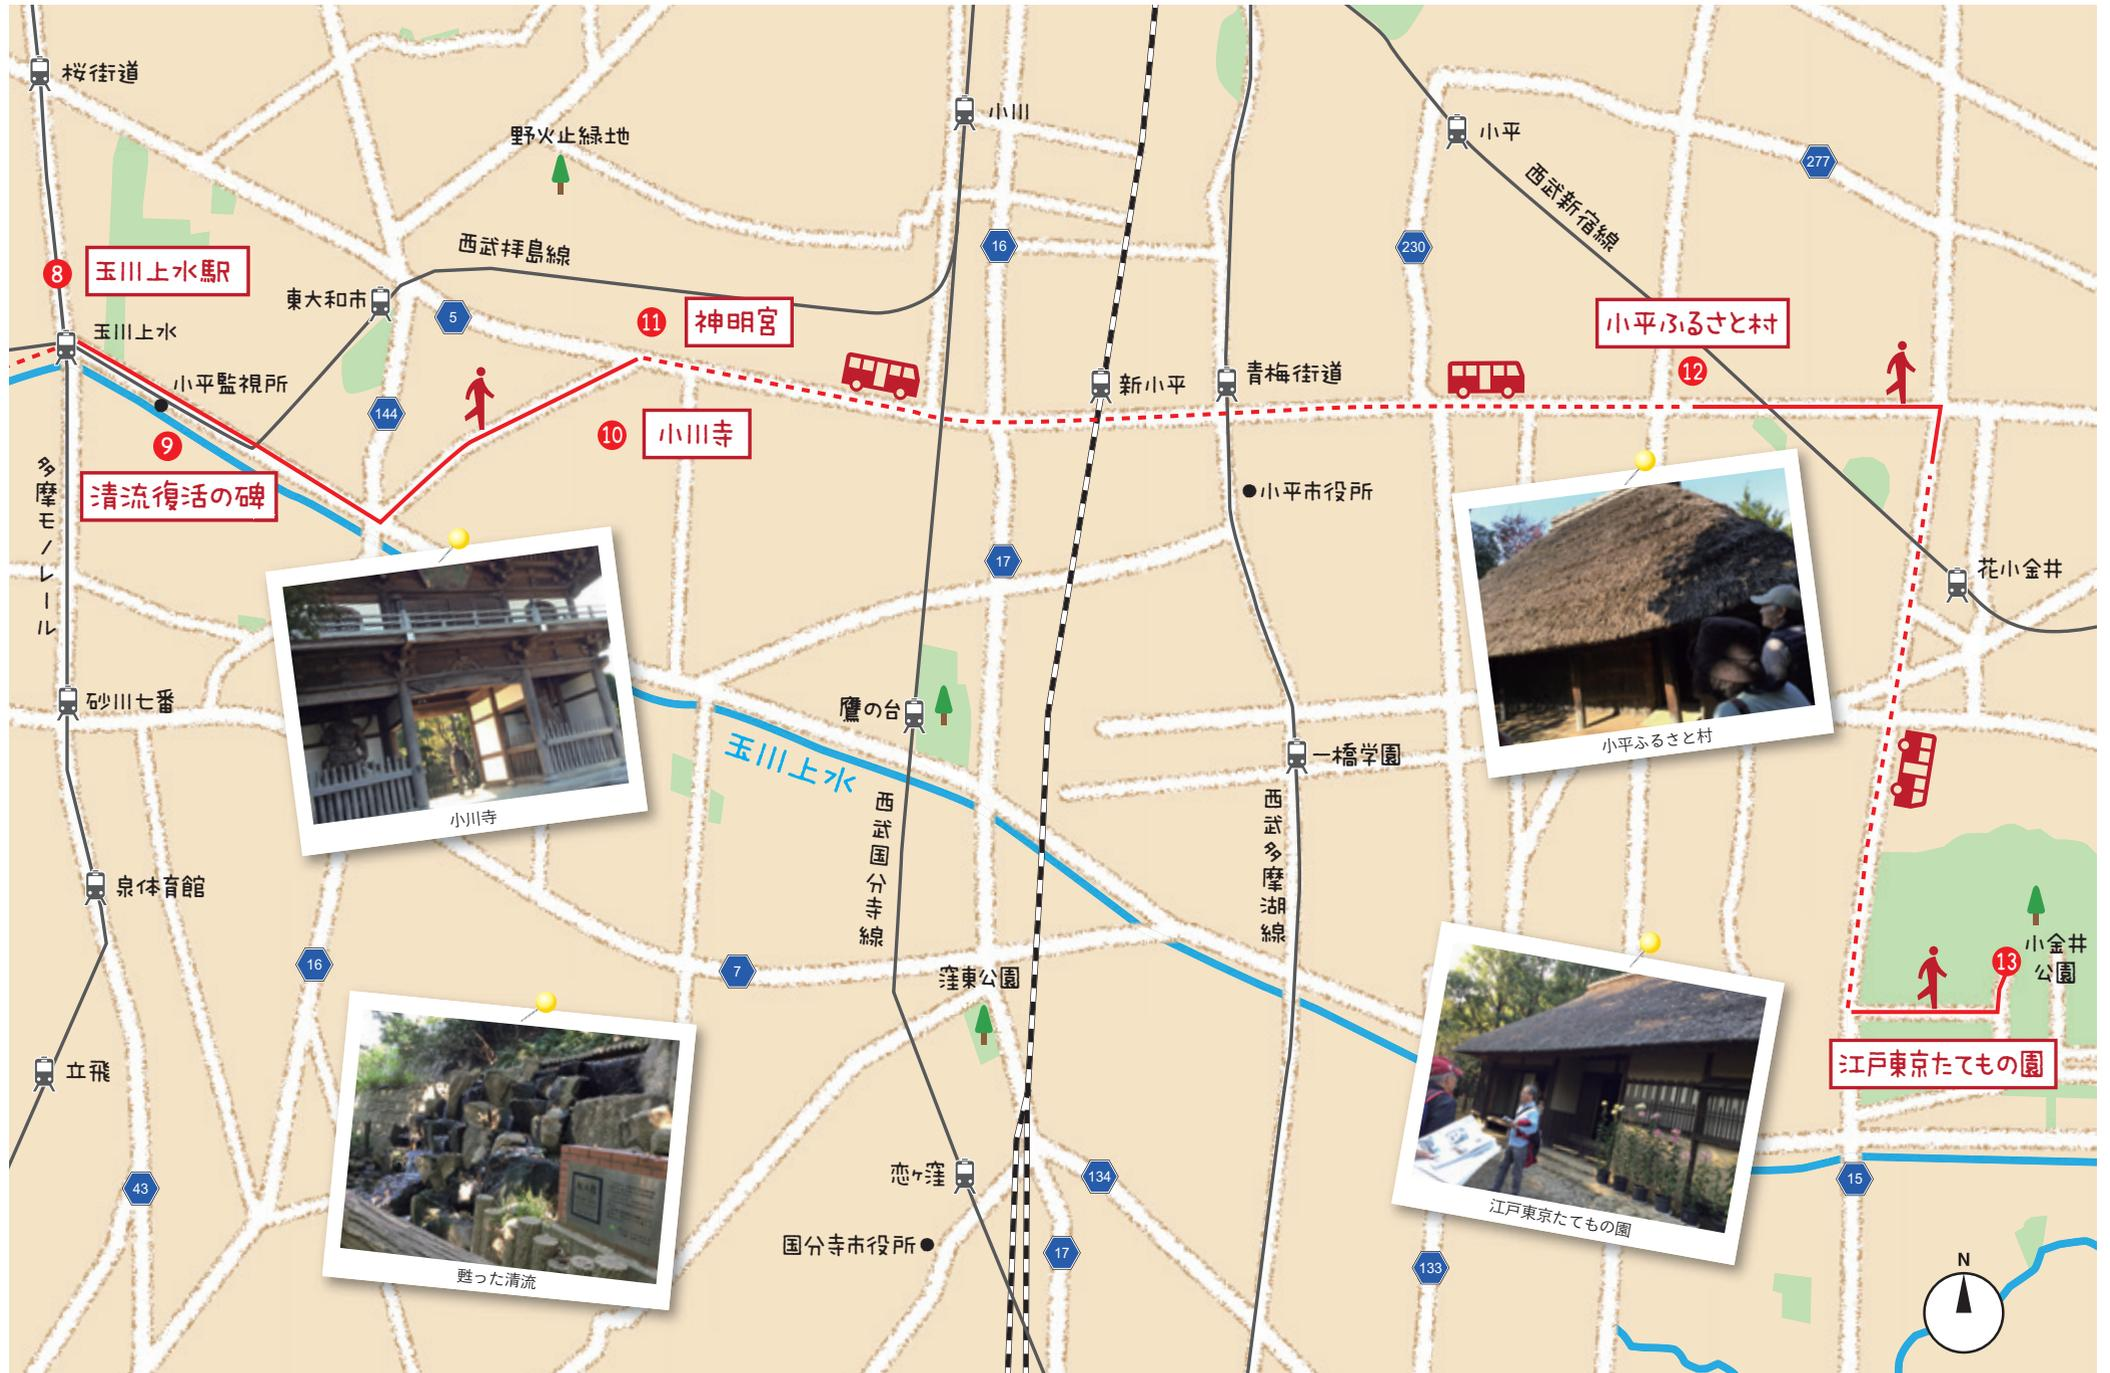 桜街道
小川
野火止緑地
小平
277
西武新宿線
16
230
西武拝島線
8
玉川上水駅
東大和市
5
11
神明宮
小平ふるさと村
12
玉川上水
小平監視所
新小平
青梅街道
144
9
10
小川寺
清流復活の碑
多摩モノレール
小平市役所
17
花小金井
砂川七番
鷹の台
玉川上水
一橋学園
小平ふるさと村
小川寺
西武国分寺線
西武多摩湖線
泉体育館
16
7
窪東公園
13
小金井
公園
江戸東京たてもの園
立飛
43
恋ヶ窪
134
15
国分寺市役所
17
133
江戸東京たてもの園
甦った清流
N